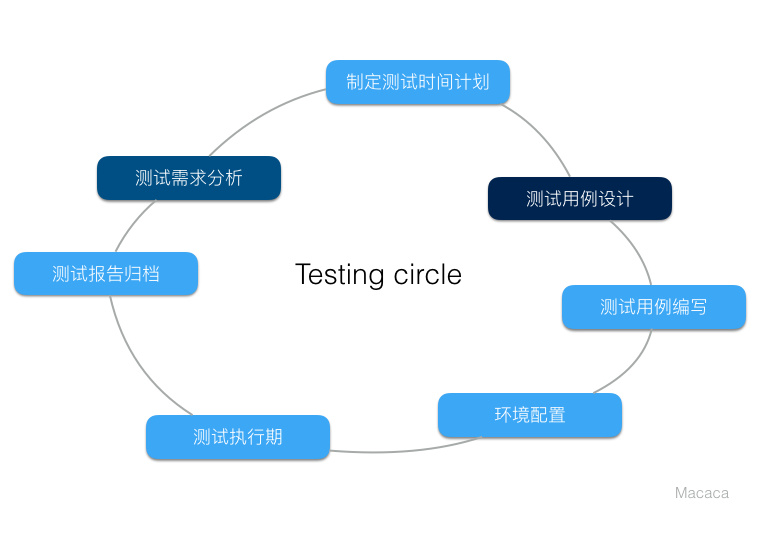 制定测试时间计划
测试需求分析
测试用例设计
测试报告归档
Testing circle
测试用例编写
环境配置
测试执行期
Macaca